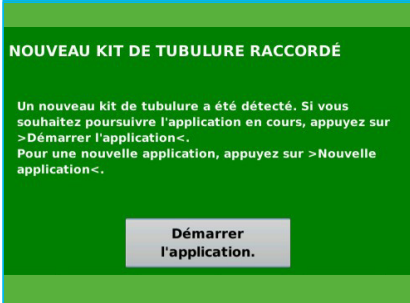 NOUVEAU KIT DE TUBULURE RACCORDÉ
Un nouveau kit de tubulure a été détecté. Si vous
souhaitez poursuivre l'application en cours, appuyez sur
>Démarrer l'application<.
Pour une nouvelle application, appuyez sur >Nouvelle
application<.
Démarrer
l'application.